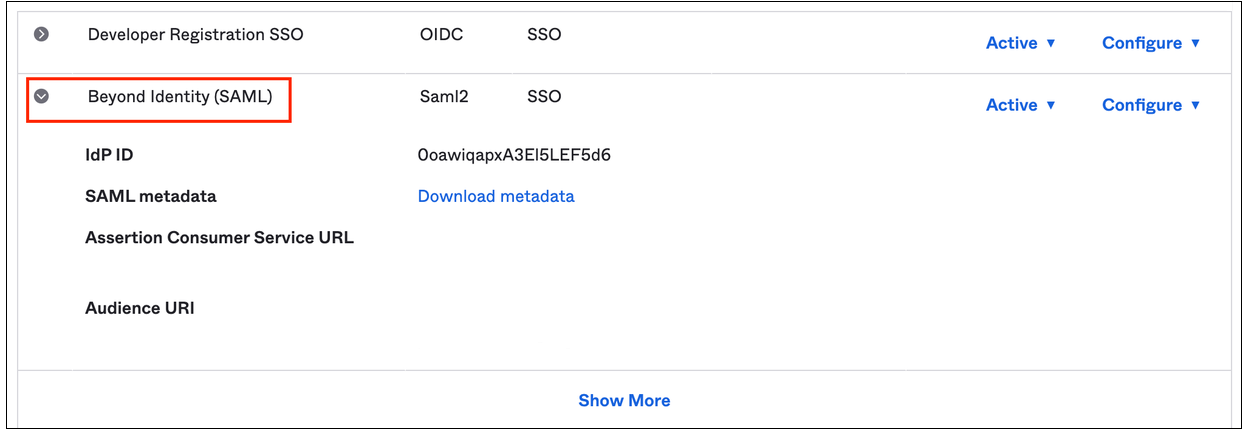 Developer Registration SSO OIDC SSO Active ▼ Configure ▼
Beyond Identity (SAML) Saml2 SSO Active ▼ Configure ▼
IdP ID 0oawiqapxA3El5LEF5d6
SAML metadata Download metadata
Assertion Consumer Service URL
Audience URI
Show More